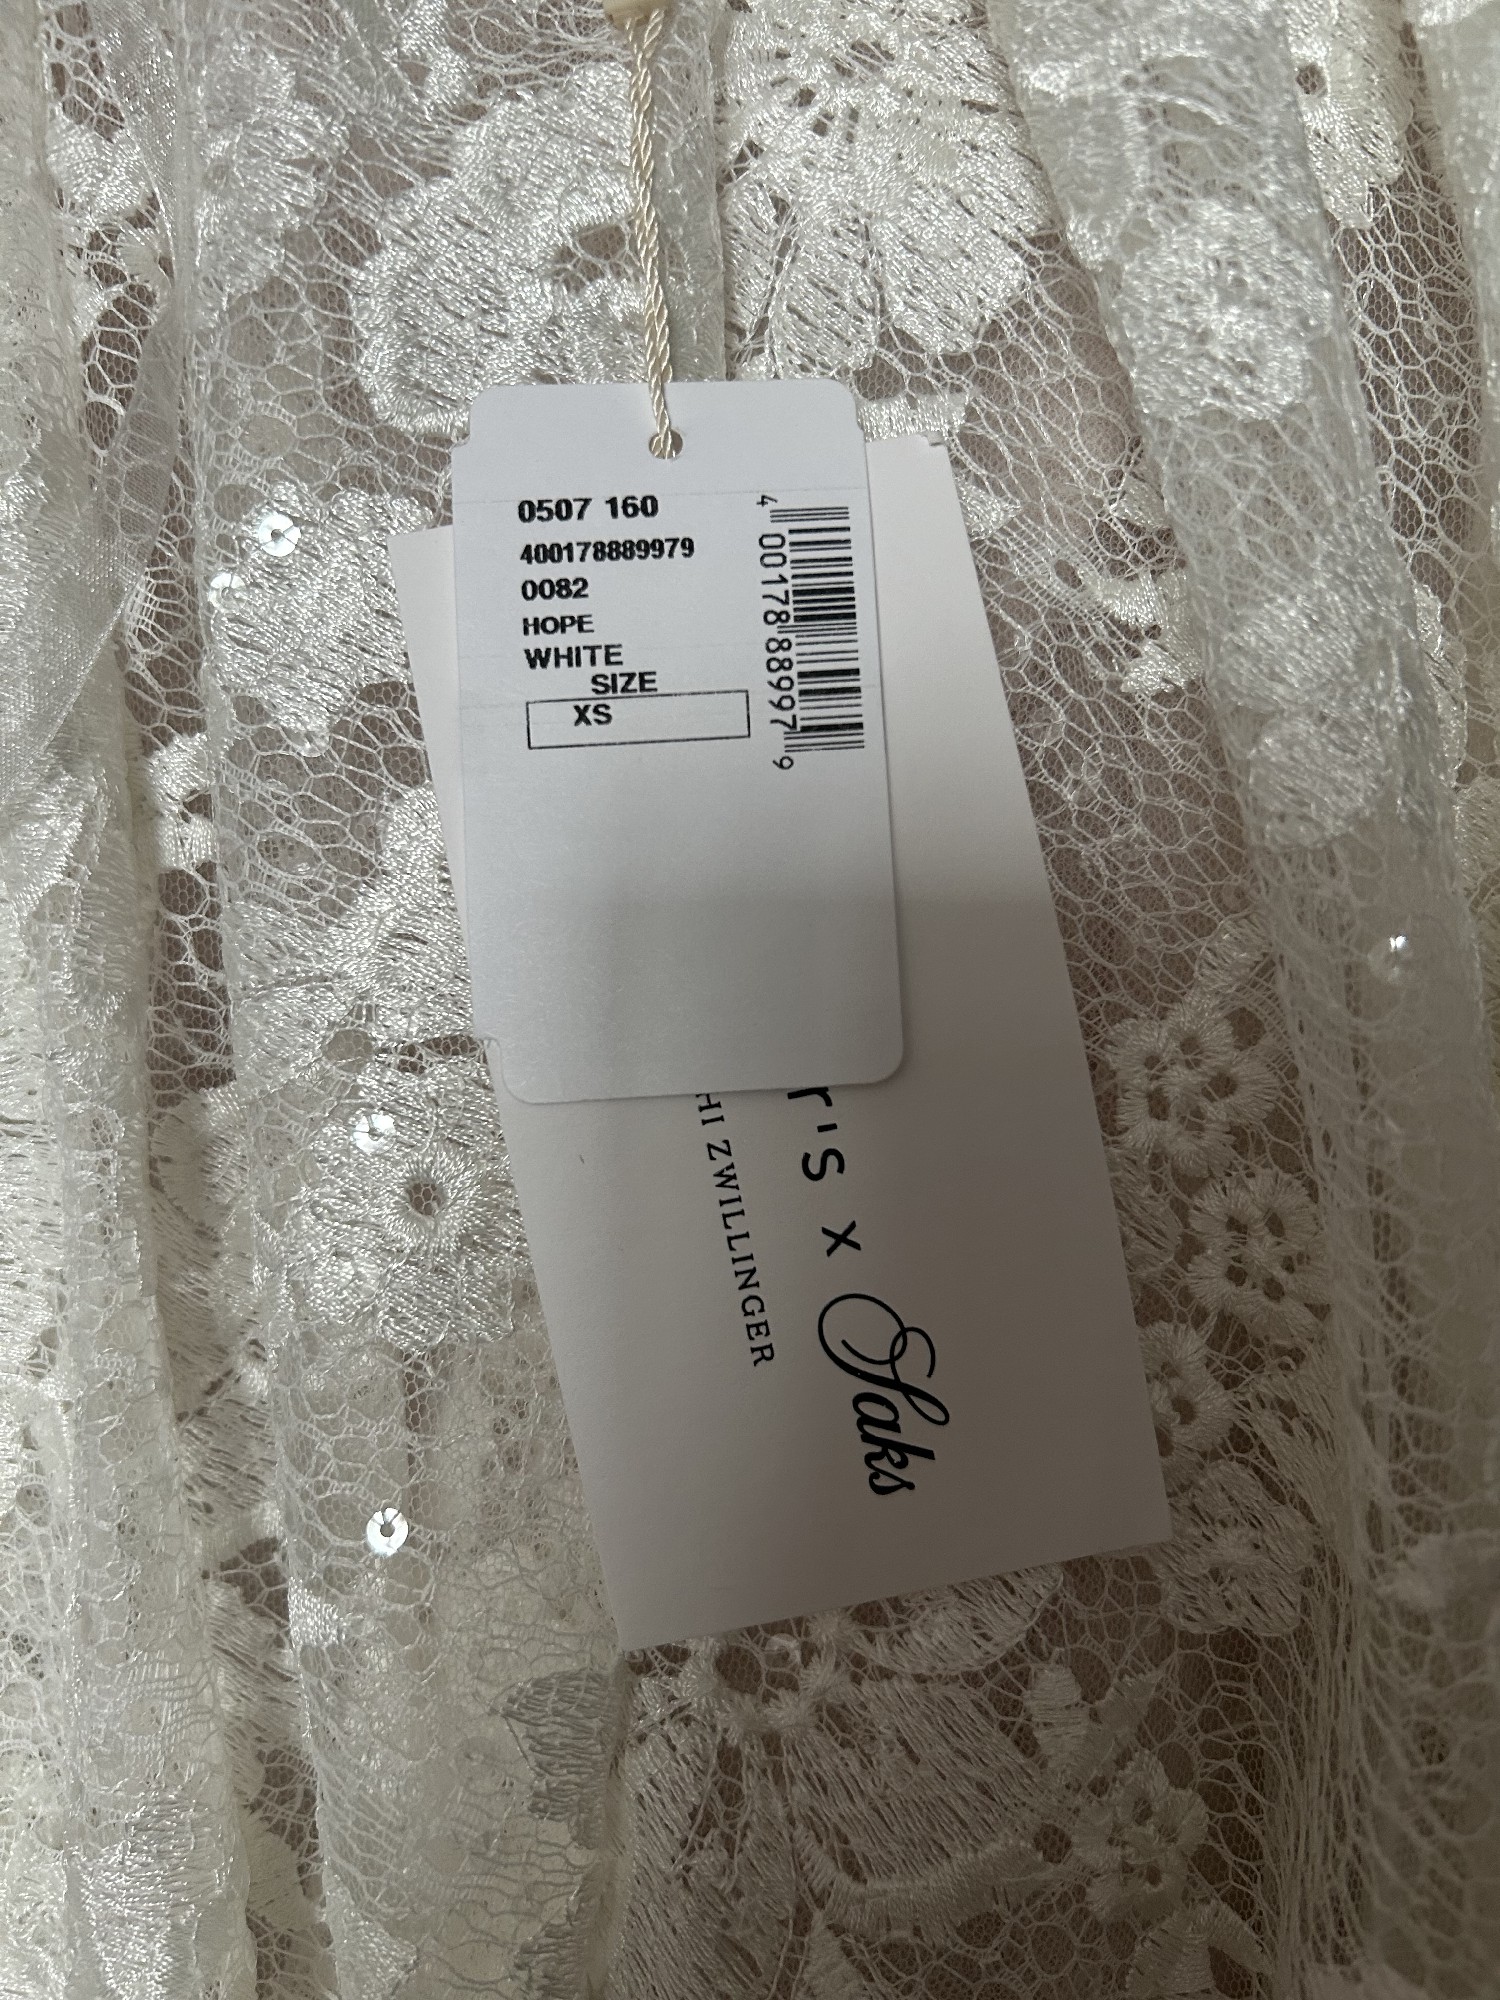 0507 160
400178889979
0082
HOPE
WHITE
SIZE
XS
4 00178 88997 9
r's x Saks
HI ZWILLINGER